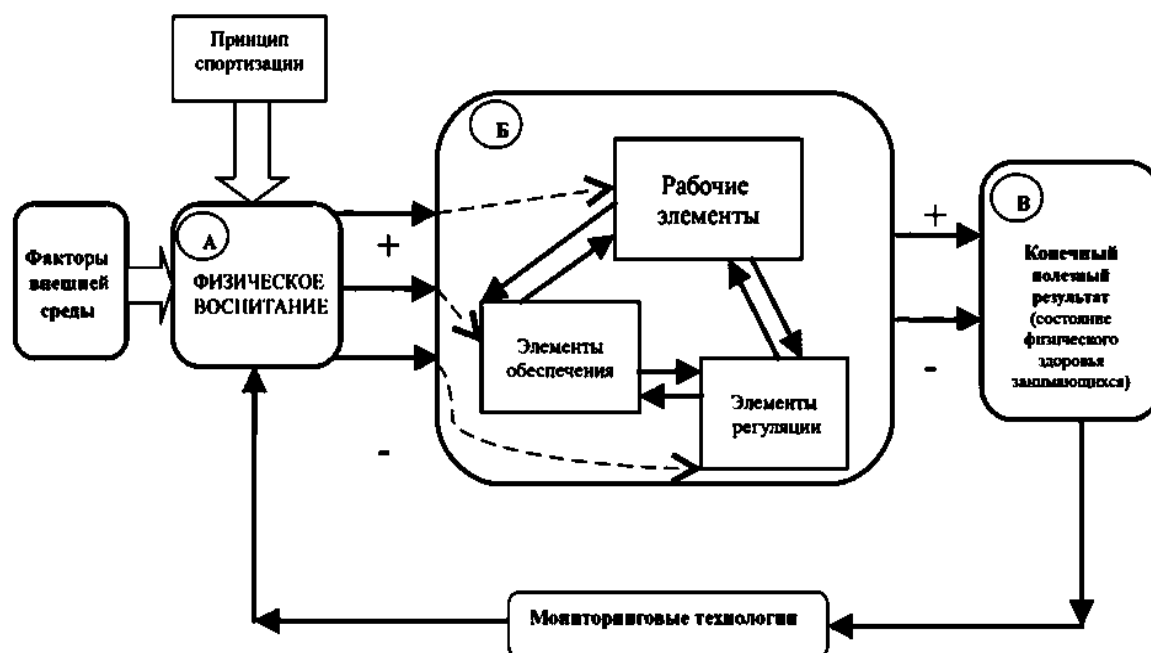 Принцип
спортизации
Факторы
внешней
среды
А
ФИЗИЧЕСКОЕ
ВОСПИТАНИЕ
+
-
Б
Рабочие
элементы
Элементы
обеспечения
Элементы
регуляции
+
-
В
Конечный
полезный
результат
(состояние
физического
здоровья
занимающихся)
Мониторинговые технологии